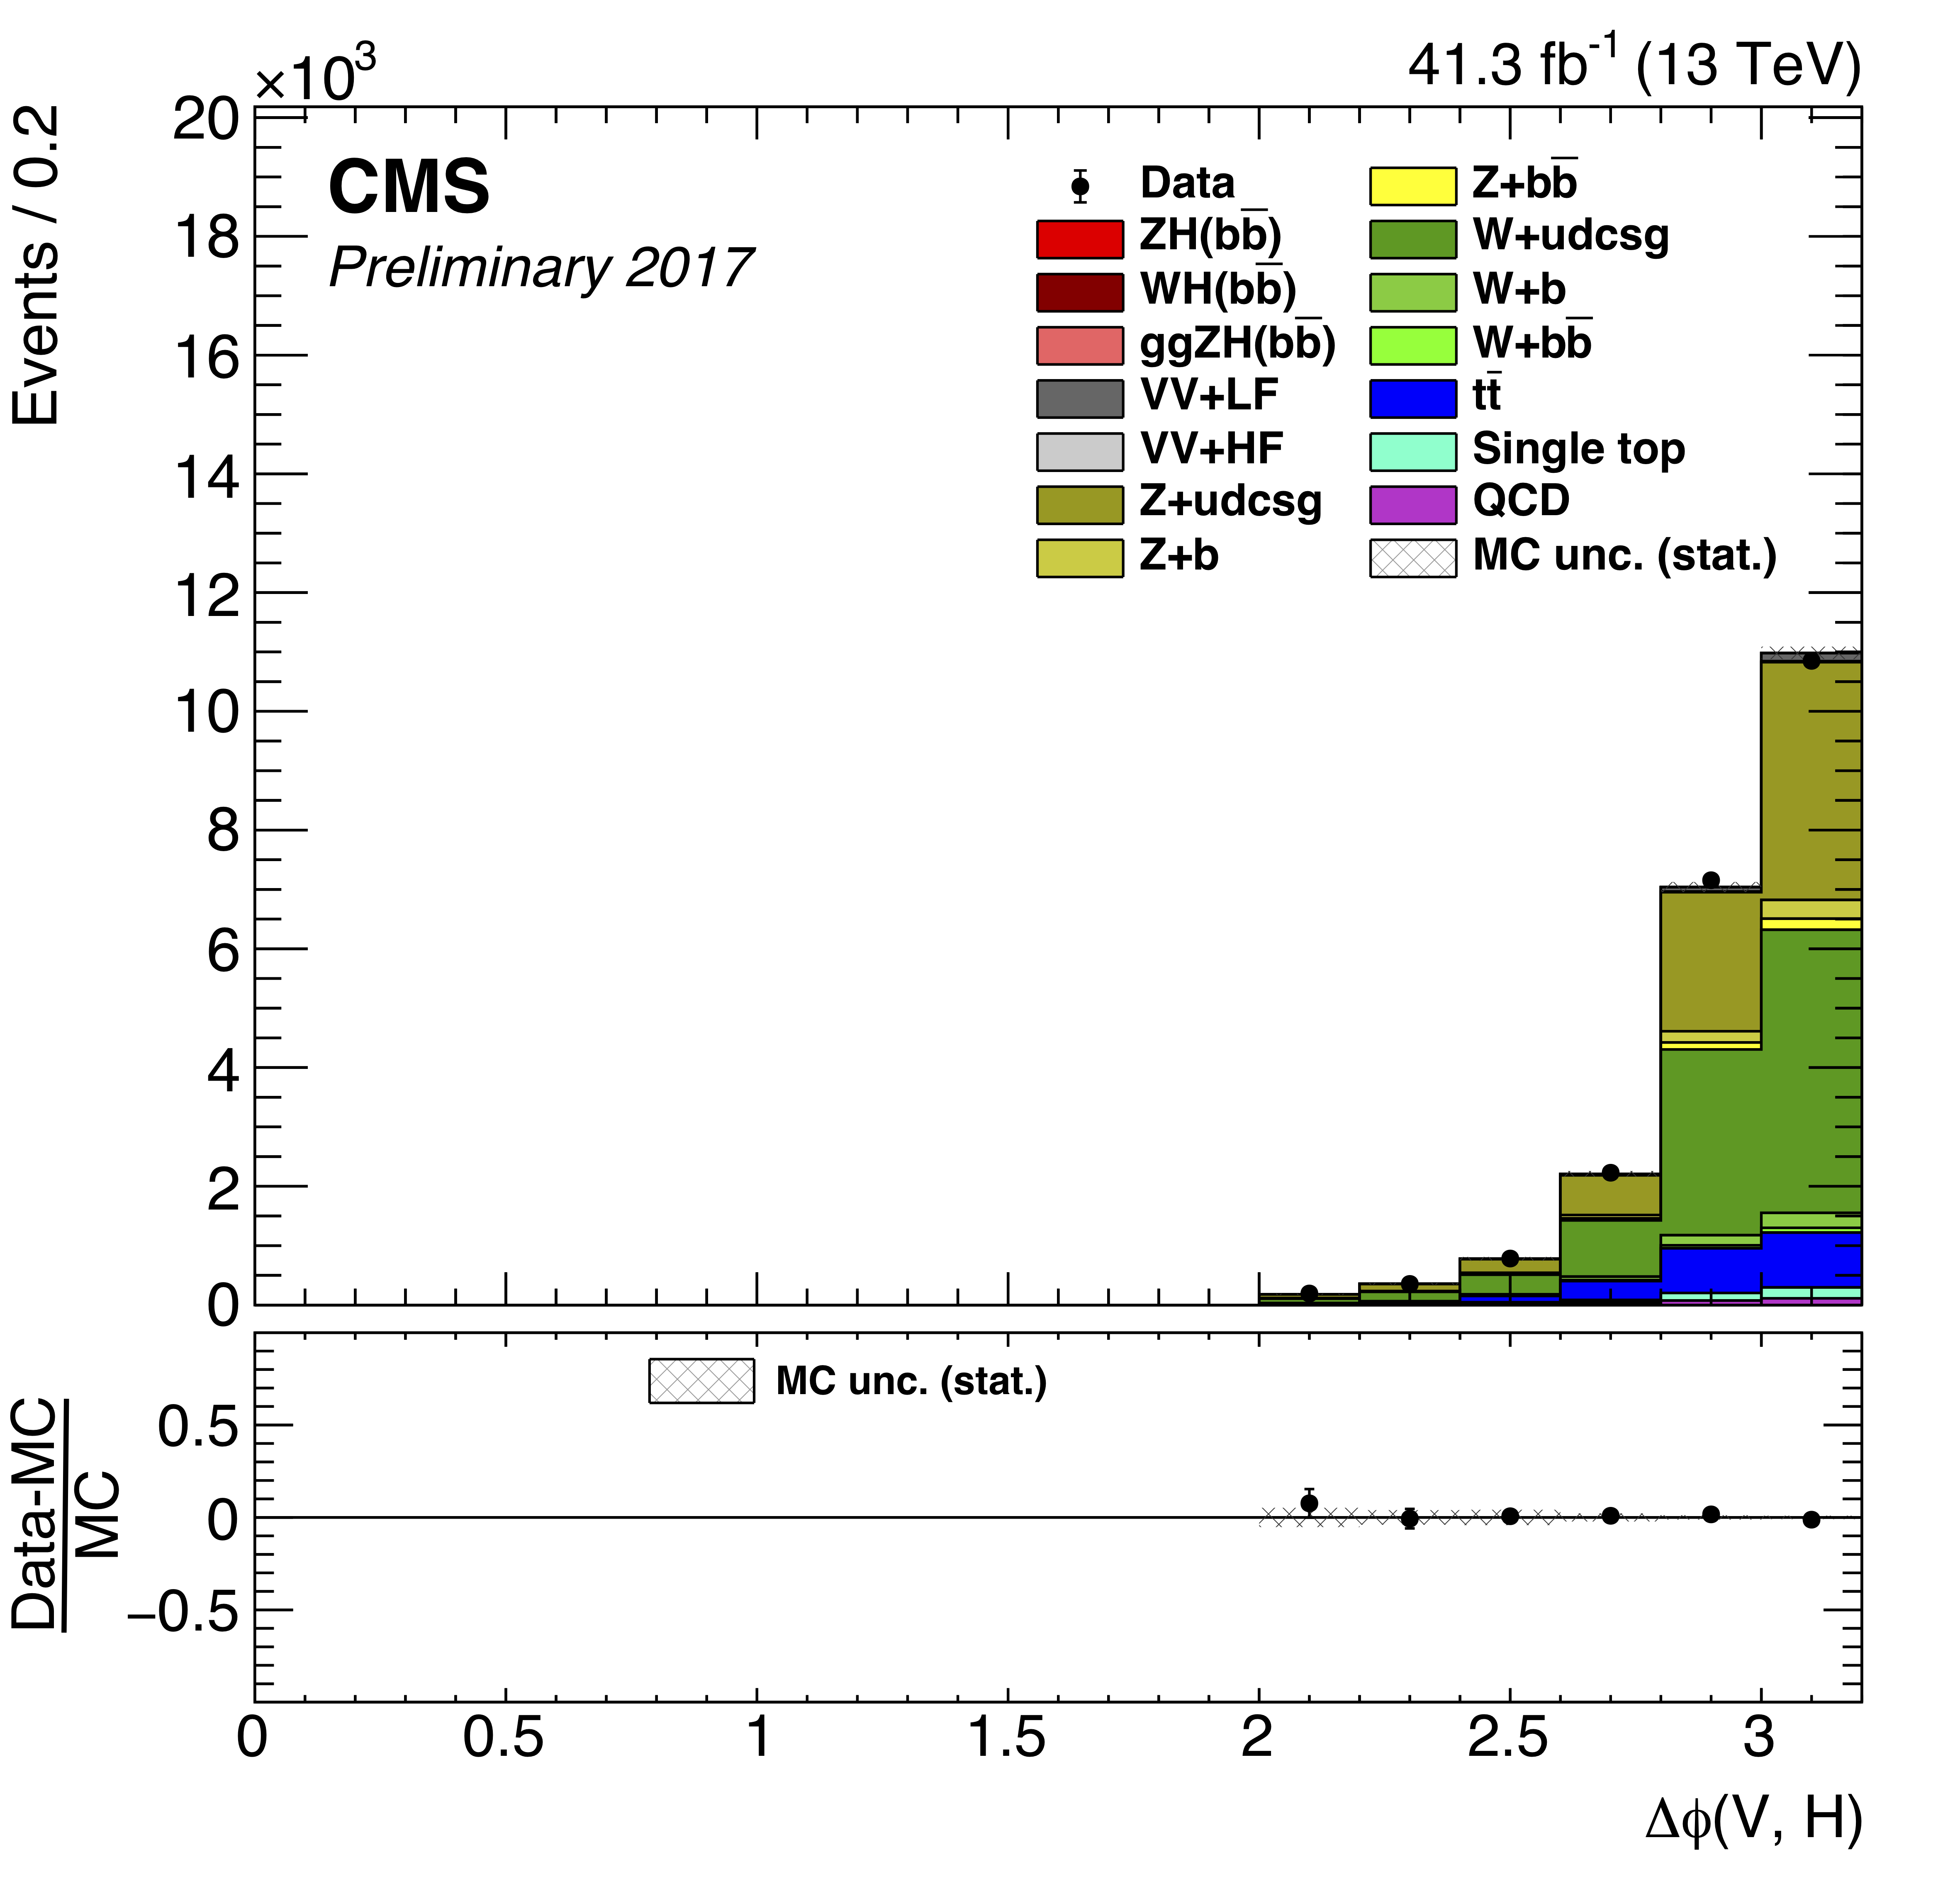 ×10³
41.3 fb⁻¹ (13 TeV)
Events / 0.2
CMS
Preliminary 2017
Data
ZH(bb̅)
WH(bb̅)
ggZH(bb̅)
VV+LF
VV+HF
Z+udcsg
Z+b
Z+bb̅
W+udcsg
W+b
W+bb̅
tt̅
Single top
QCD
MC unc. (stat.)
20
18
16
14
12
10
8
6
4
2
0
MC unc. (stat.)
Data-MC
MC
0.5
0
−0.5
0 0.5 1 1.5 2 2.5 3
Δϕ(V, H)